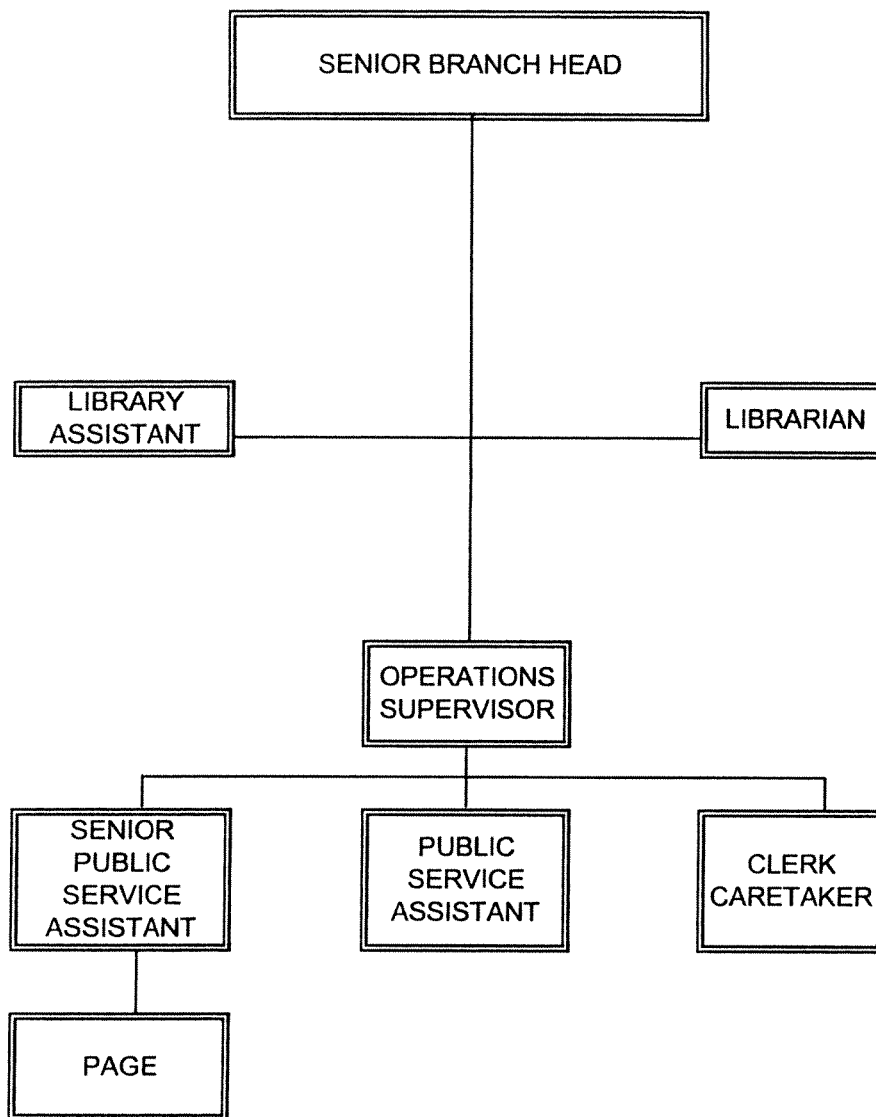 SENIOR BRANCH HEAD
LIBRARY
ASSISTANT
LIBRARIAN
OPERATIONS
SUPERVISOR
SENIOR
PUBLIC
SERVICE
ASSISTANT
PUBLIC
SERVICE
ASSISTANT
CLERK
CARETAKER
PAGE